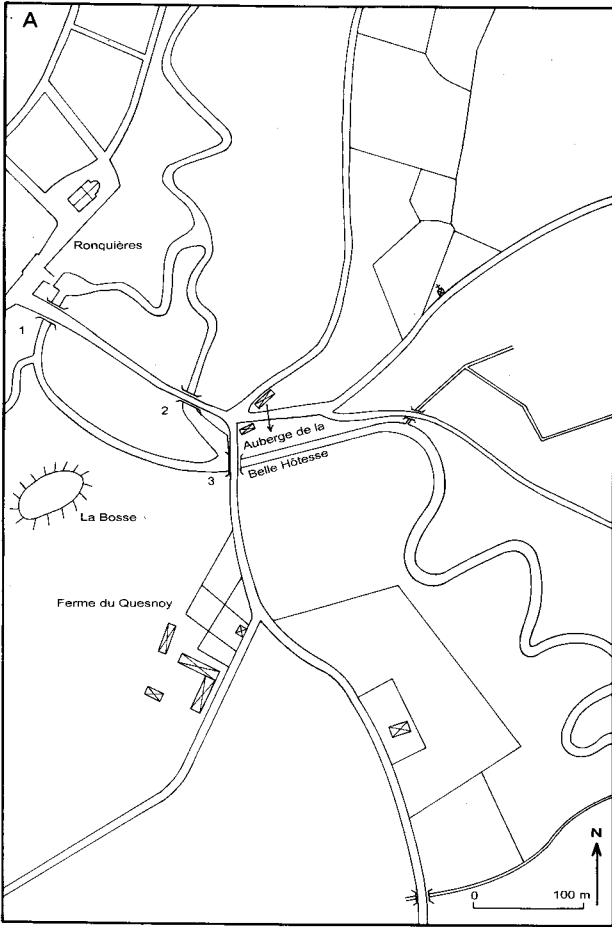 A
Ronquières
1
2
Auberge de la
Belle Hôtesse
3
La Bosse
Ferme du Quesnoy
N
0 100 m